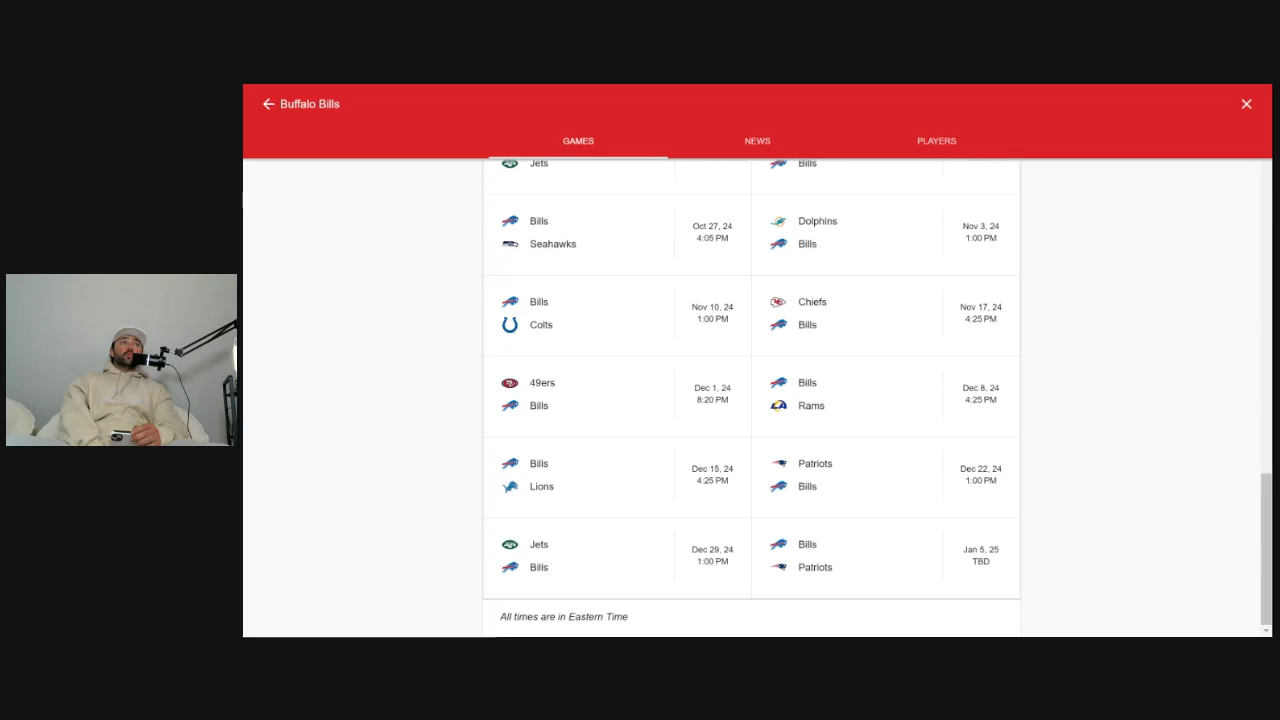 Buffalo Bills
GAMES
NEWS
PLAYERS
Jets
Bills
Bills
Seahawks
Oct 27, 24
4:05 PM
Dolphins
Bills
Nov 3, 24
1:00 PM
Bills
Colts
Nov 10, 24
1:00 PM
Chiefs
Bills
Nov 17, 24
4:25 PM
49ers
Bills
Dec 1, 24
8:20 PM
Bills
Rams
Dec 8, 24
4:25 PM
Bills
Lions
Dec 15, 24
4:25 PM
Patriots
Bills
Dec 22, 24
1:00 PM
Jets
Bills
Dec 29, 24
1:00 PM
Bills
Patriots
Jan 5, 25
TBD
All times are in Eastern Time